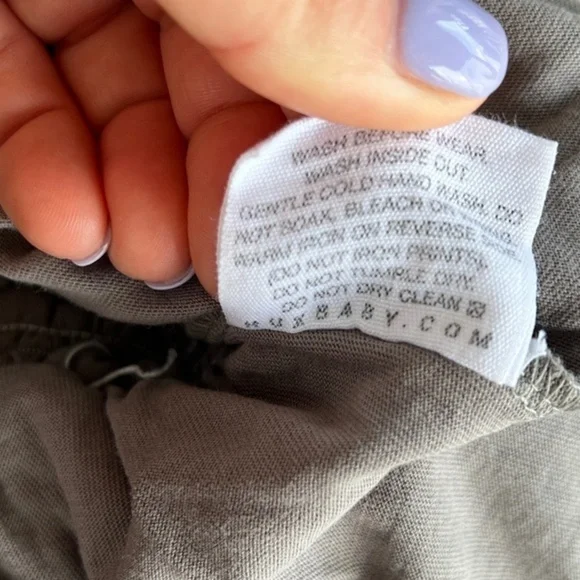 WASH BEFORE WEAR.
WASH INSIDE OUT
GENTLE COLD HAND WASH. DO
NOT SOAK, BLEACH OR
WARM IRON ON REVERSE
(DO NOT IRON PRINTS).
DO NOT TUMBLE DRY.
DO NOT DRY CLEAN
BABY.COM